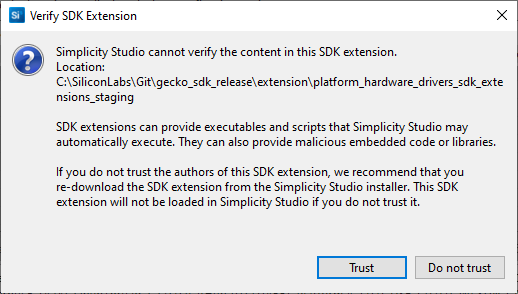 Si Verify SDK Extension
Simplicity Studio cannot verify the content in this SDK extension.
Location:
C:\SiliconLabs\Git\gecko_sdk_release\extension\platform_hardware_drivers_sdk_exte
nsions_staging
SDK extensions can provide executables and scripts that Simplicity Studio may
automatically execute. They can also provide malicious embedded code or libraries.
If you do not trust the authors of this SDK extension, we recommend that you
re-download the SDK extension from the Simplicity Studio installer. This SDK
extension will not be loaded in Simplicity Studio if you do not trust it.
Trust Do not trust